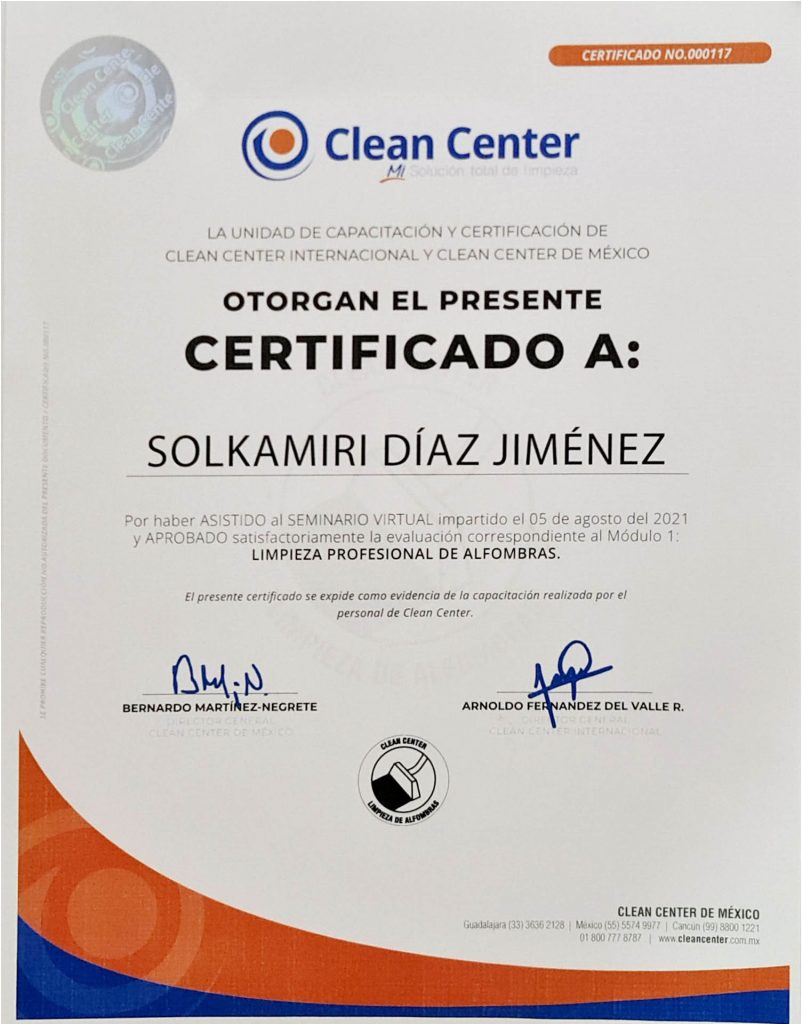 CERTIFICADO NO.000117
Clean Center
Mi Solución total de limpieza
LA UNIDAD DE CAPACITACIÓN Y CERTIFICACIÓN DE
CLEAN CENTER INTERNACIONAL Y CLEAN CENTER DE MÉXICO
OTORGAN EL PRESENTE
CERTIFICADO A:
SOLKAMIRI DÍAZ JIMÉNEZ
Por haber ASISTIDO al SEMINARIO VIRTUAL impartido el 05 de agosto del 2021
y APROBADO satisfactoriamente la evaluación correspondiente al Módulo 1:
LIMPIEZA PROFESIONAL DE ALFOMBRAS.
El presente certificado se expide como evidencia de la capacitación realizada por el
personal de Clean Center.
BERNARDO MARTÍNEZ-NEGRETE
DIRECTOR GENERAL
CLEAN CENTER DE MÉXICO
ARNOLDO FERNANDEZ DEL VALLE R.
DIRECTOR GENERAL
CLEAN CENTER INTERNACIONAL
CLEAN CENTER
LIMPIEZA DE ALFOMBRAS
SE PROHIBE CUALQUIER REPRODUCCIÓN NO AUTORIZADA DEL PRESENTE DOCUMENTO / CERTIFICADO NO.000117
CLEAN CENTER DE MÉXICO
Guadalajara (33) 3636 2128 | México (55) 5574 9977 | Cancún (99) 8800 1221
01 800 777 8787 | www.cleancenter.com.mx